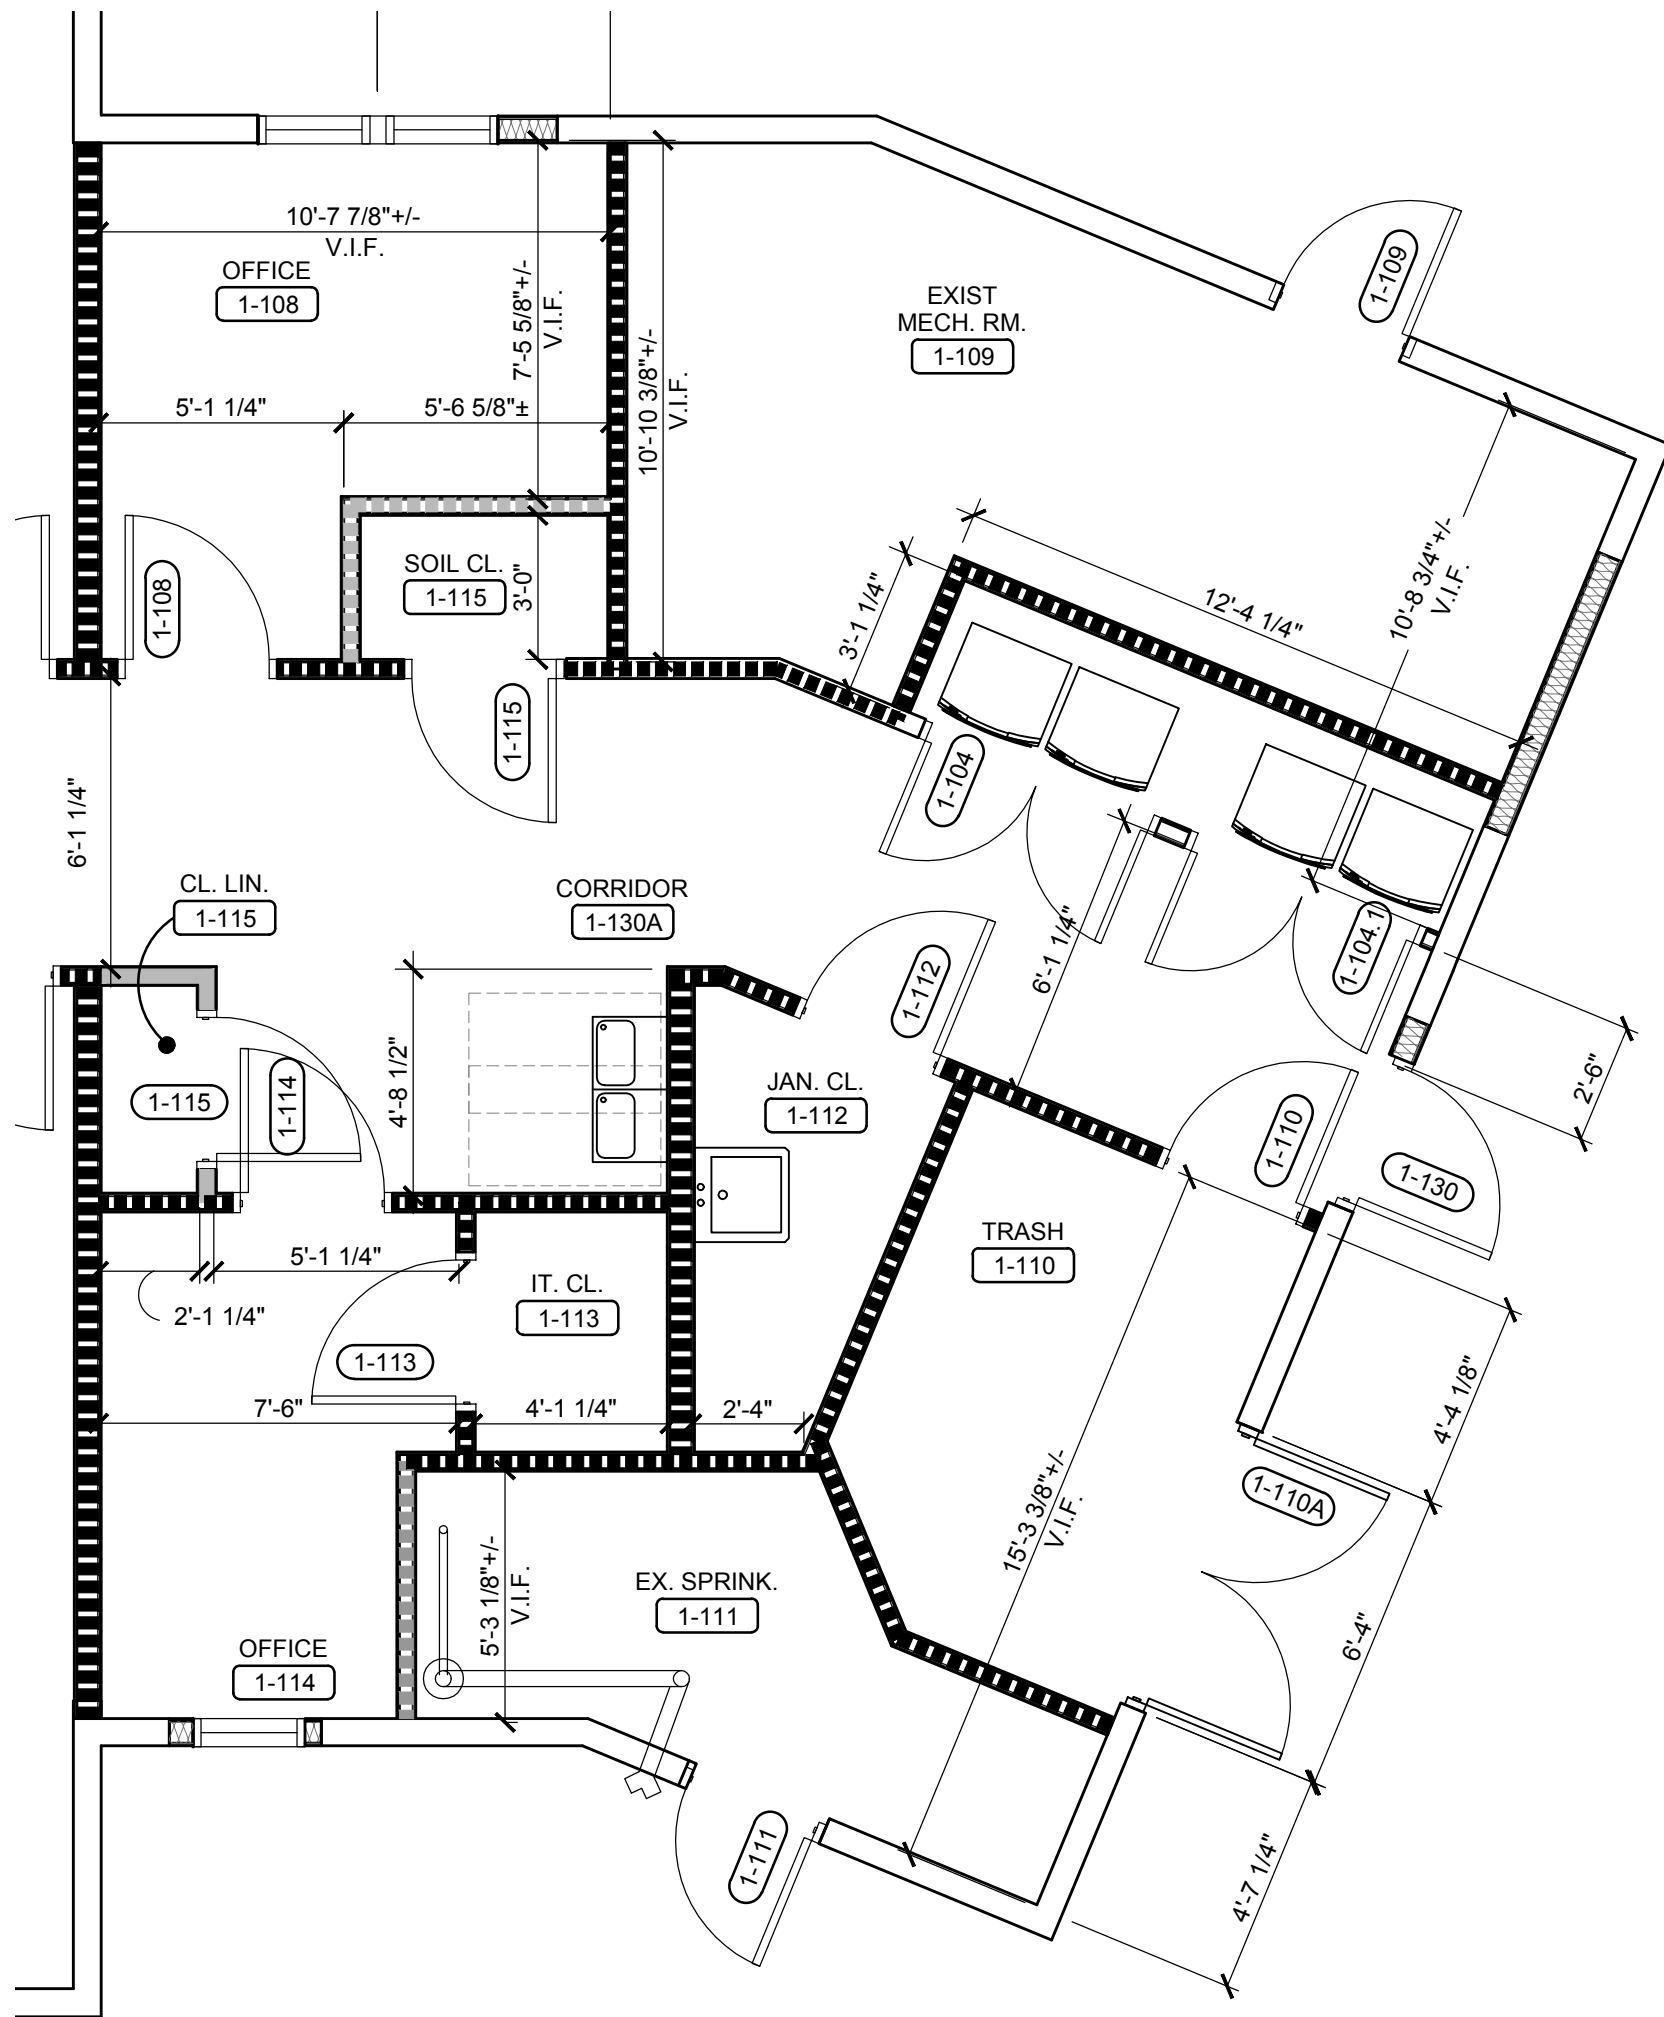 10'-7 7/8"+/-
V.I.F.
OFFICE
1-108
7'-5 5/8"+/-
V.I.F.
10'-10 3/8"+/-
V.I.F.
EXIST
MECH. RM.
1-109
1-109
5'-1 1/4"
5'-6 5/8"±
1-108
SOIL CL.
1-115
3'-0"
1-115
3'-1 1/4"
12'-4 1/4"
10'-8 3/4"+/-
V.I.F.
1-104
6'-1 1/4"
CL. LIN.
1-115
CORRIDOR
1-130A
6'-1 1/4"
1-104.1
1-112
4'-8 1/2"
1-115
1-114
JAN. CL.
1-112
2'-6"
1-110
1-130
TRASH
1-110
5'-1 1/4"
2'-1 1/4"
IT. CL.
1-113
1-113
7'-6"
4'-1 1/4"
2'-4"
4'-4 1/8"
1-110A
15'-3 3/8"+/-
V.I.F.
5'-3 1/8"+/-
V.I.F.
EX. SPRINK.
1-111
6'-4"
OFFICE
1-114
1-111
4'-7 1/4"